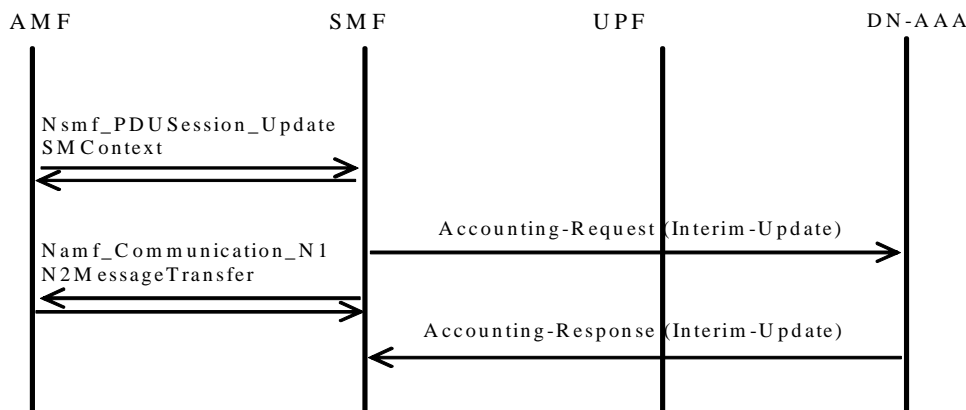 AMF SMF UPF DN-AAA
Nsmf_PDUSession_Update
SMContext
Accounting-Request (Interim-Update)
Namf_Communication_N1
N2MessageTransfer
Accounting-Response (Interim-Update)